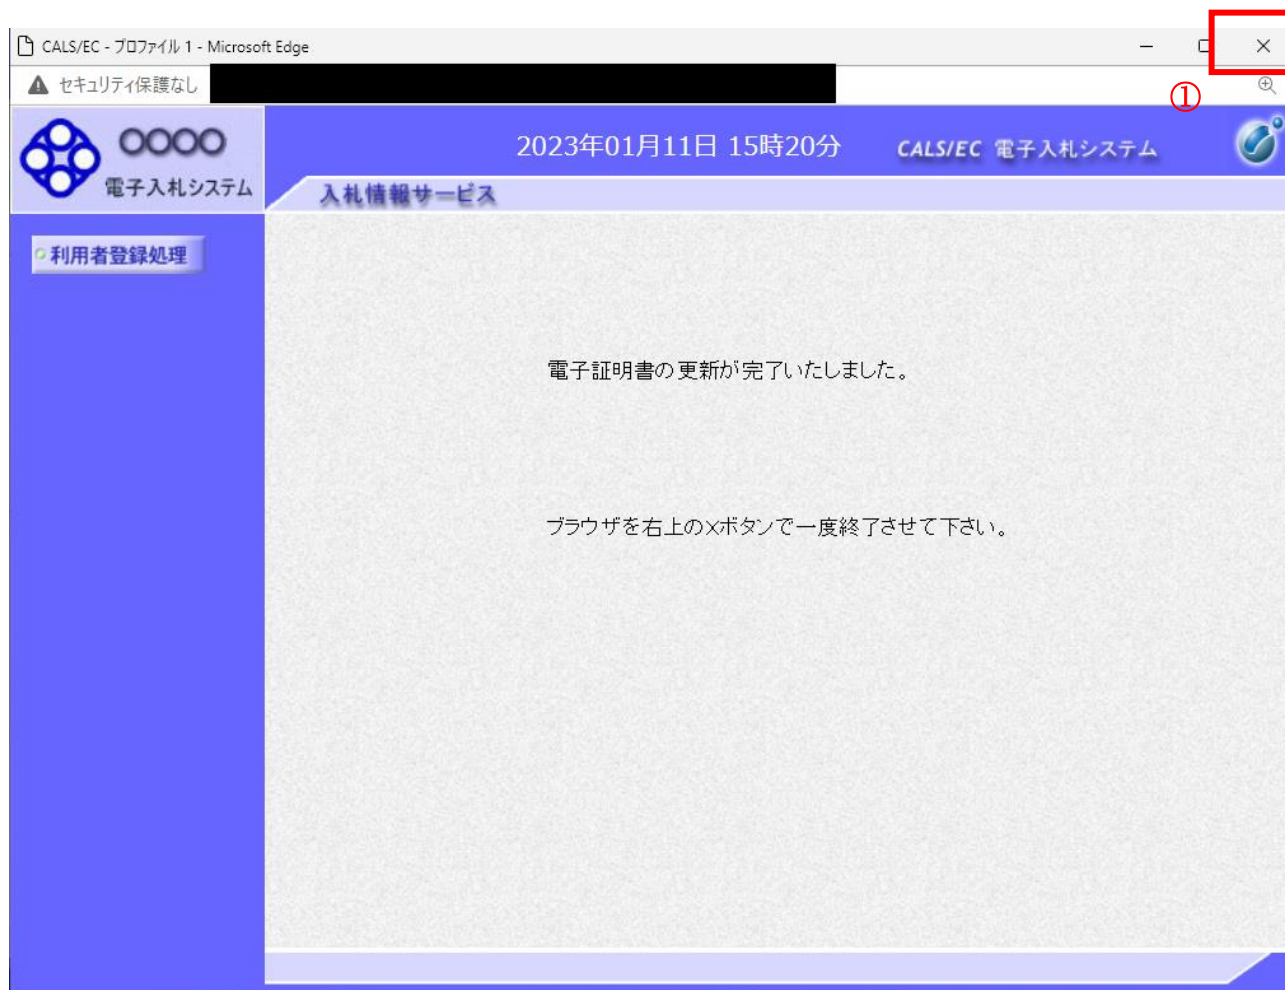 CALS/EC - プロファイル 1 - Microsoft Edge
セキュリティ保護なし
①
〇〇〇〇
電子入札システム
2023年01月11日 15時20分
CALS/EC 電子入札システム
入札情報サービス
利用者登録処理
電子証明書の更新が完了いたしました。
ブラウザを右上の×ボタンで一度終了させて下さい。